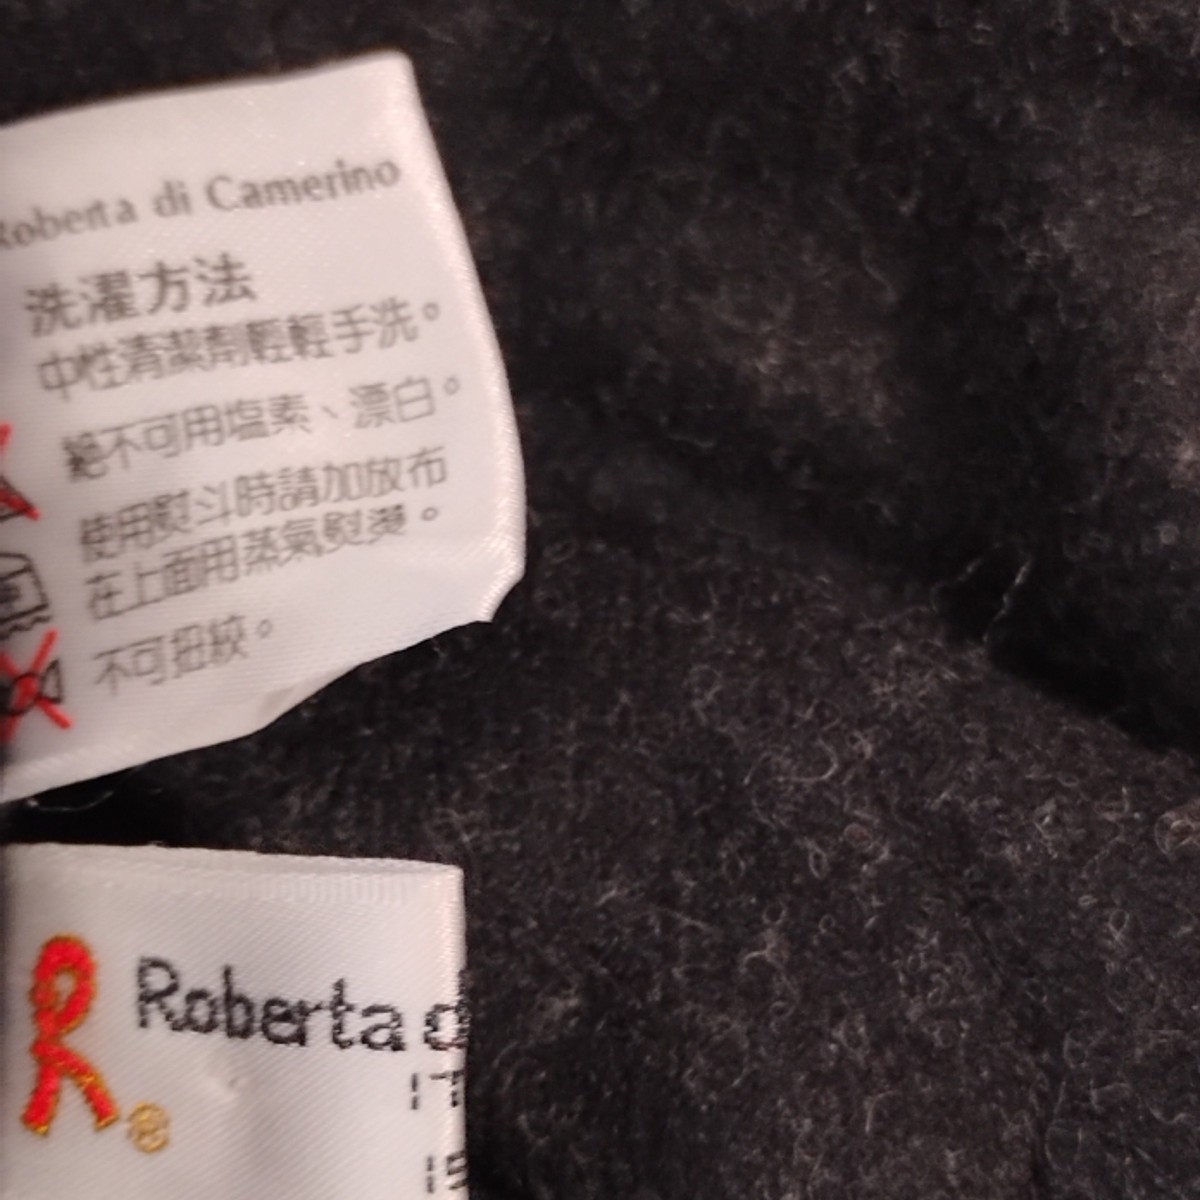 Roberta di Camerino
洗濯方法
中性清潔劑輕輕手洗。
絕不可用塩素、漂白。
使用熨斗時請加放布
在上面用蒸氣熨燙。
不可扭絞。
R®
Roberta d